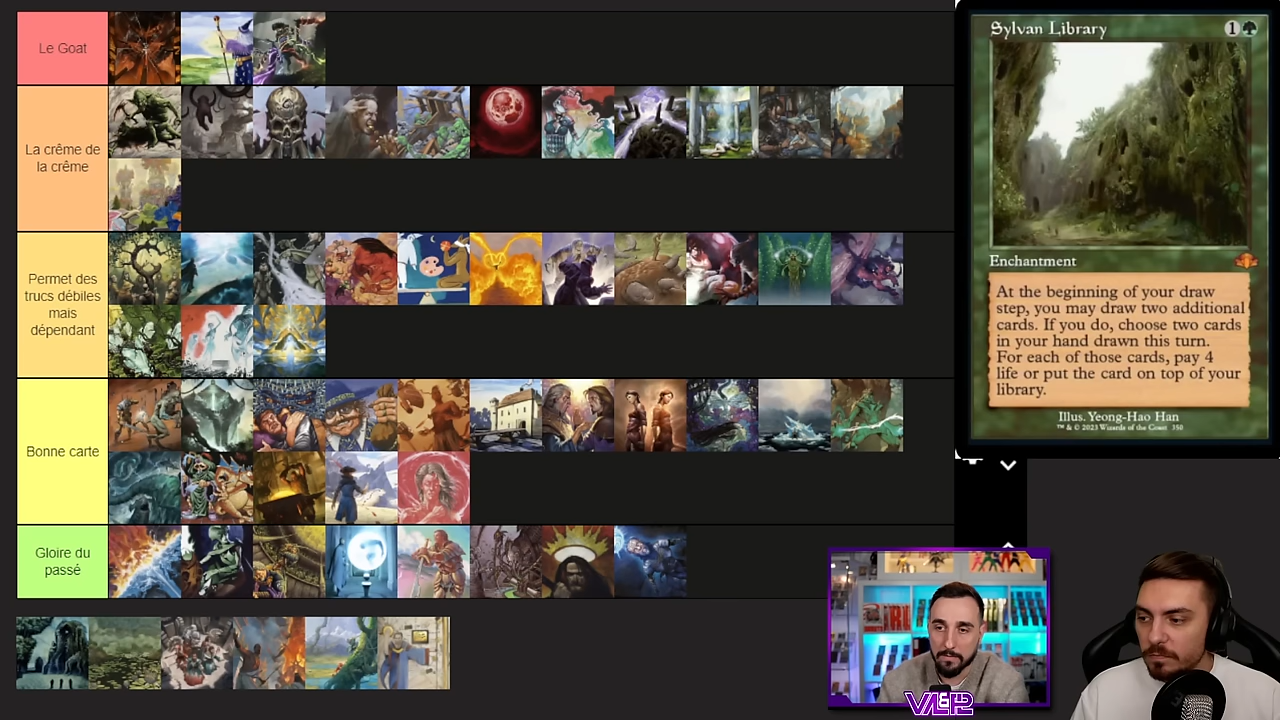 Le Goat
La crême de
la crême
Permet des
trucs débiles
mais
dépendant
Bonne carte
Gloire du
passé
Sylvan Library
1
Enchantment
At the beginning of your draw
step, you may draw two additional
cards. If you do, choose two cards
in your hand drawn this turn.
For each of those cards, pay 4
life or put the card on top of your
library.
Illus. Yeong-Hao Han
™ & © 2023 Wizards of the Coast 350